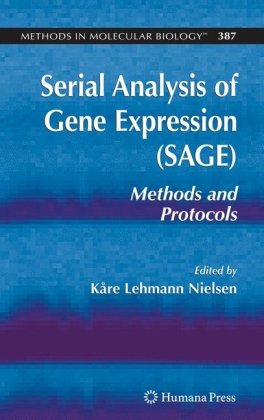 METHODS IN MOLECULAR BIOLOGY™ 387
Serial Analysis of
Gene Expression
(SAGE)
Methods and
Protocols
Edited by
Kåre Lehmann Nielsen
Humana Press